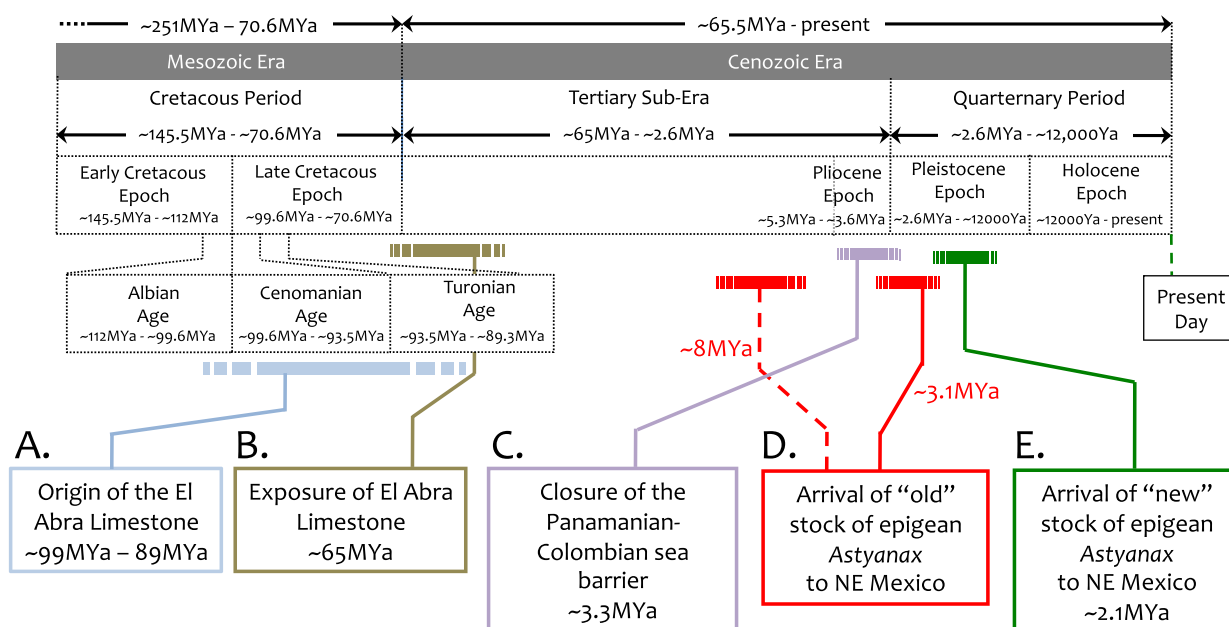 ~251MYa – 70.6MYa
~65.5MYa - present
Mesozoic Era
Cenozoic Era
Cretacous Period
Tertiary Sub-Era
Quarternary Period
~145.5MYa - ~70.6MYa
~65MYa - ~2.6MYa
~2.6MYa - ~12,000Ya
Early Cretacous
Epoch
~145.5MYa - ~112MYa
Late Cretacous
Epoch
~99.6MYa - ~70.6MYa
Pliocene
Epoch
~5.3MYa - ~3.6MYa
Pleistocene
Epoch
~2.6MYa - ~12000Ya
Holocene
Epoch
~12000Ya - present
Albian
Age
~112MYa - ~99.6MYa
Cenomanian
Age
~99.6MYa - ~93.5MYa
Turonian
Age
~93.5MYa - ~89.3MYa
Present
Day
~8MYa
~3.1MYa
A.
Origin of the El
Abra Limestone
~99MYa – 89MYa
B.
Exposure of El Abra
Limestone
~65MYa
C.
Closure of the
Panamanian-
Colombian sea
barrier
~3.3MYa
D.
Arrival of “old”
stock of epigean
Astyanax
to NE Mexico
E.
Arrival of “new”
stock of epigean
Astyanax
to NE Mexico
~2.1MYa